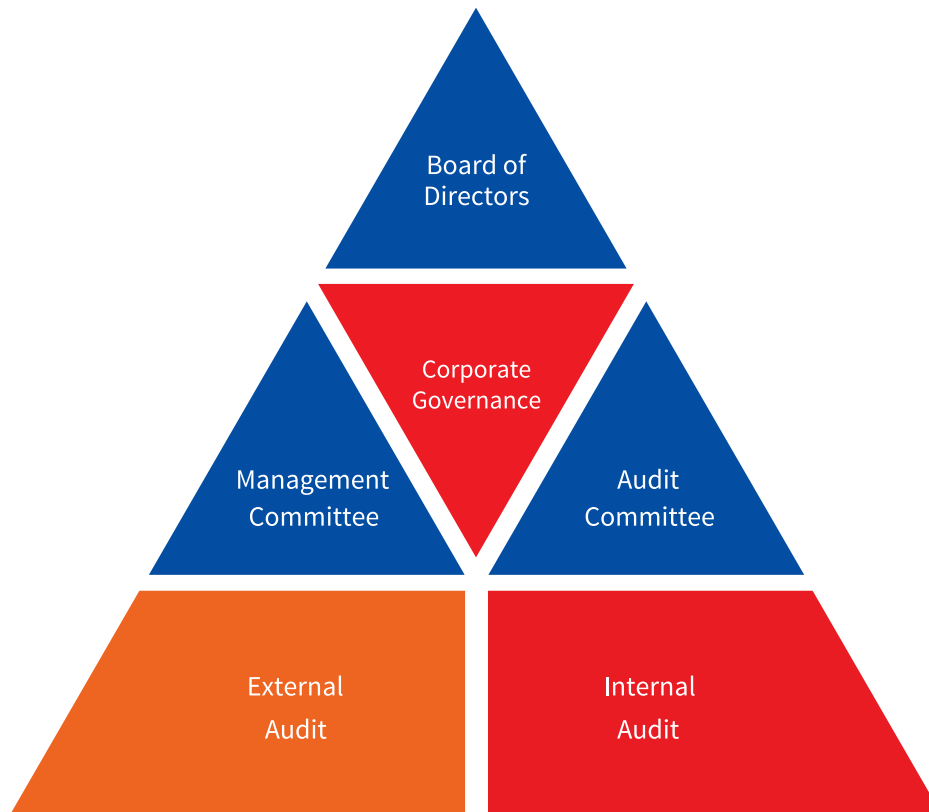 Board of
Directors
Corporate
Governance
Management
Committee
Audit
Committee
External
Audit
Internal
Audit